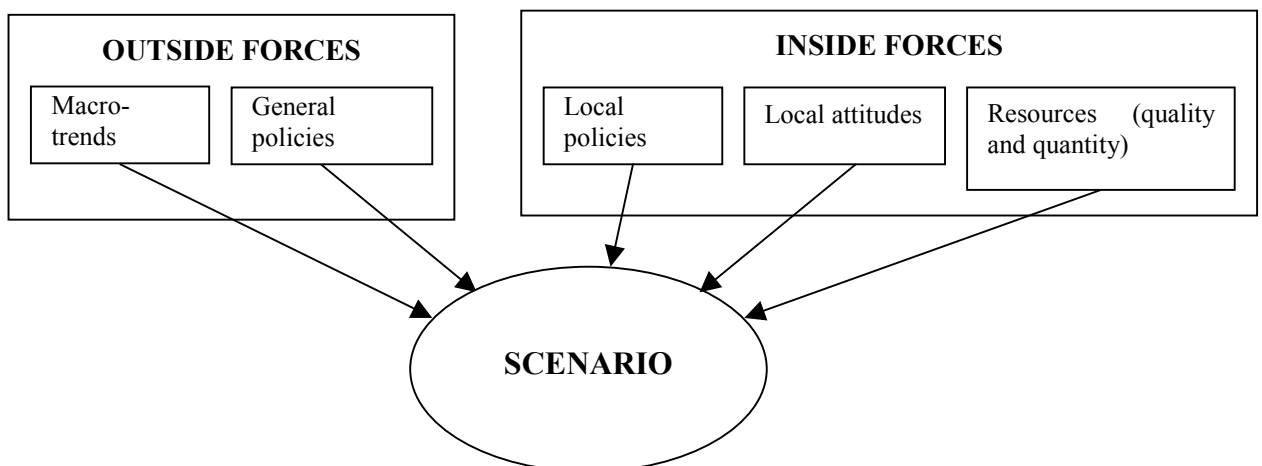 OUTSIDE FORCES
Macro-
trends
General
policies
INSIDE FORCES
Local
policies
Local attitudes
Resources (quality
and quantity)
SCENARIO